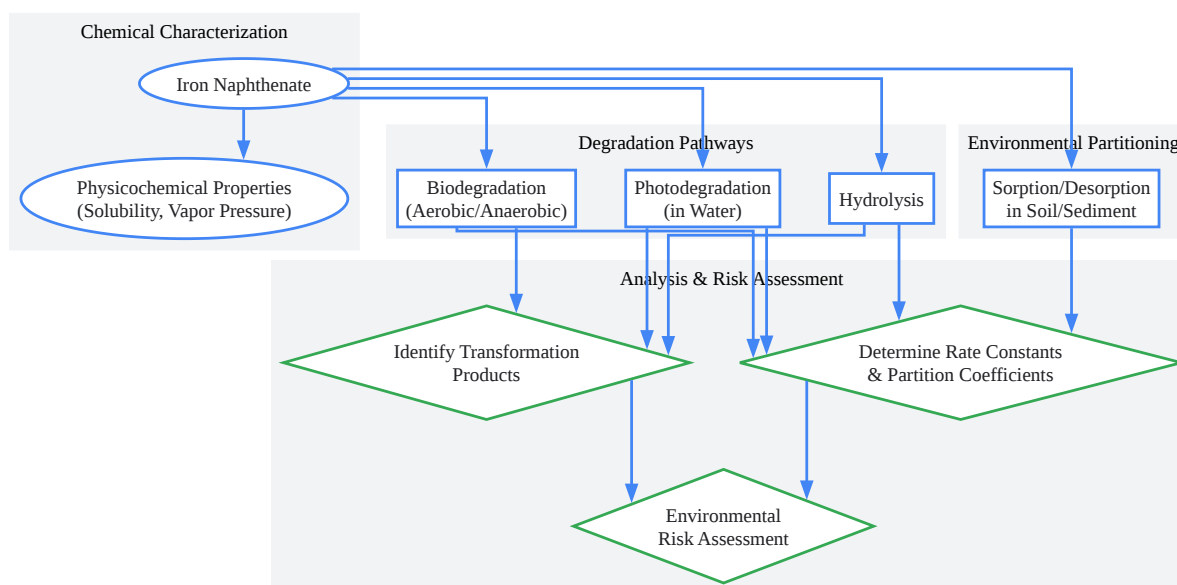 Chemical Characterization
Iron Naphthenate
Physicochemical Properties
(Solubility, Vapor Pressure)
Degradation Pathways
Biodegradation
(Aerobic/Anaerobic)
Photodegradation
(in Water)
Hydrolysis
Environmental Partitioning
Sorption/Desorption
in Soil/Sediment
Analysis & Risk Assessment
Identify Transformation
Products
Determine Rate Constants
& Partition Coefficients
Environmental
Risk Assessment